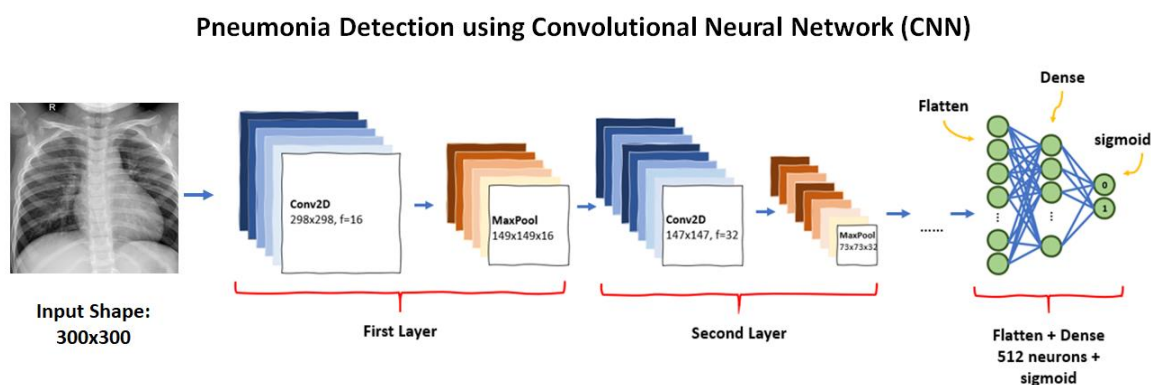 Pneumonia Detection using Convolutional Neural Network (CNN)
R
Input Shape:
300x300
Conv2D
298x298, f=16
MaxPool
149x149x16
First Layer
Conv2D
147x147, f=32
MaxPool
73x73x32
Second Layer
......
Flatten
Dense
sigmoid
0
1
Flatten + Dense
512 neurons +
sigmoid